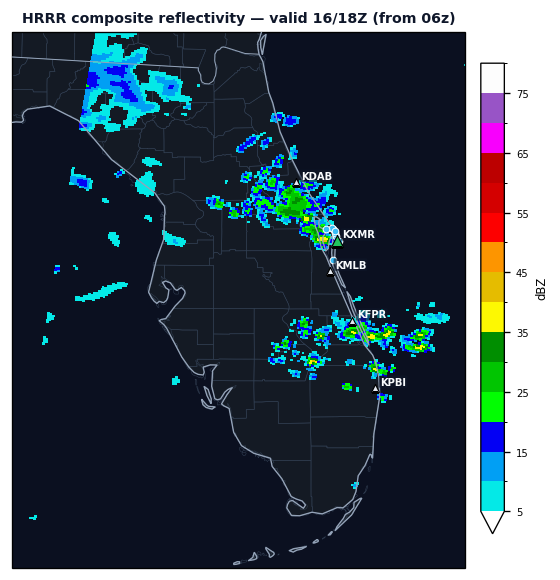 HRRR composite reflectivity — valid 16/18Z (from 06z)
KDAB
KXMR
KMLB
KFPR
KPBI
75
65
55
45
35
25
15
5
dBZ